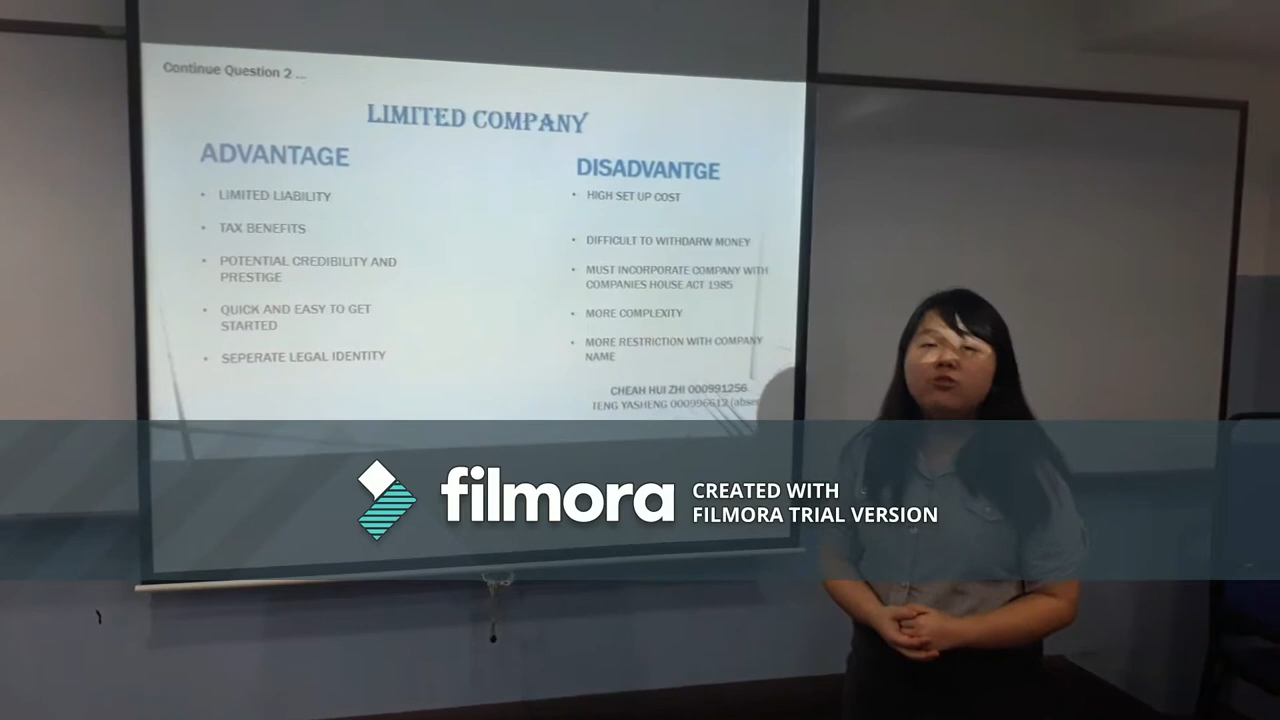 Continue Question 2 ...
LIMITED COMPANY
ADVANTAGE
• LIMITED LIABILITY
• TAX BENEFITS
• POTENTIAL CREDIBILITY AND
PRESTIGE
• QUICK AND EASY TO GET
STARTED
• SEPERATE LEGAL IDENTITY
DISADVANTGE
• HIGH SET UP COST
• DIFFICULT TO WITHDARW MONEY
• MUST INCORPORATE COMPANY WITH
COMPANIES HOUSE ACT 1985
• MORE COMPLEXITY
• MORE RESTRICTION WITH COMPANY
NAME
CHEAH HUI ZHI 000991256
TENG YASHENG 000996612
filmora
CREATED WITH
FILMORA TRIAL VERSION